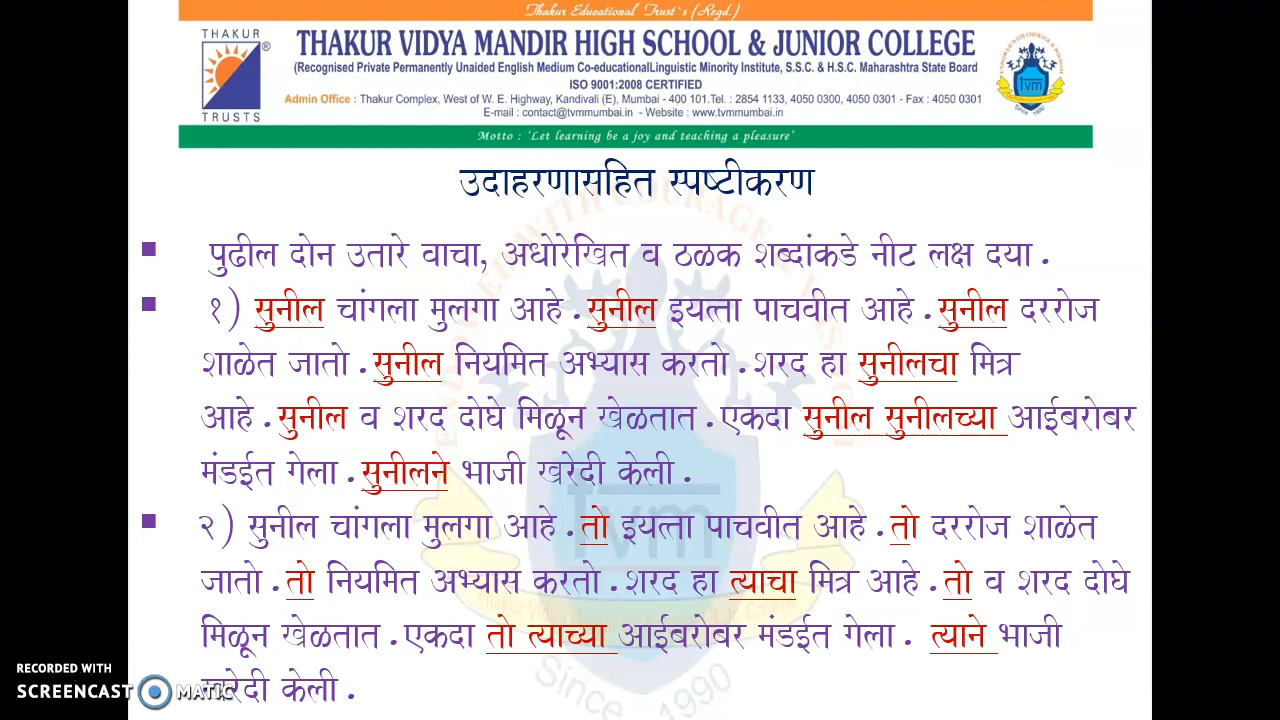 Thakur Educational Trust`s (Regd.)
THAKUR
TRUSTS
®
THAKUR VIDYA MANDIR HIGH SCHOOL & JUNIOR COLLEGE
(Recognised Private Permanently Unaided English Medium Co-educationalLinguistic Minority Institute, S.S.C. & H.S.C. Maharashtra State Board
ISO 9001:2008 CERTIFIED
Admin Office : Thakur Complex, West of W. E. Highway, Kandivali (E), Mumbai - 400 101.Tel. : 2854 1133, 4050 0300, 4050 0301 - Fax : 4050 0301
E-mail : contact@tvmmumbai.in - Website : www.tvmmumbai.in
tvm
Since 1990
Motto : 'Let learning be a joy and teaching a pleasure'
उदाहरणासहित स्पष्टीकरण
पुढील दोन उतारे वाचा, अधोरेखित व ठळक शब्दांकडे नीट लक्ष दया .
१) सुनील चांगला मुलगा आहे . सुनील इयत्ता पाचवीत आहे . सुनील दररोज
शाळेत जातो . सुनील नियमित अभ्यास करतो . शरद हा सुनीलचा मित्र
आहे . सुनील व शरद दोघे मिळून खेळतात . एकदा सुनील सुनीलच्या आईबरोबर
मंडईत गेला . सुनीलने भाजी खरेदी केली .
२) सुनील चांगला मुलगा आहे . तो इयत्ता पाचवीत आहे . तो दररोज शाळेत
जातो . तो नियमित अभ्यास करतो . शरद हा त्याचा मित्र आहे . तो व शरद दोघे
मिळून खेळतात . एकदा तो त्याच्या आईबरोबर मंडईत गेला . त्याने भाजी
खरेदी केली .
tvm
Since 1990
RECORDED WITH
SCREENCAST MATIC